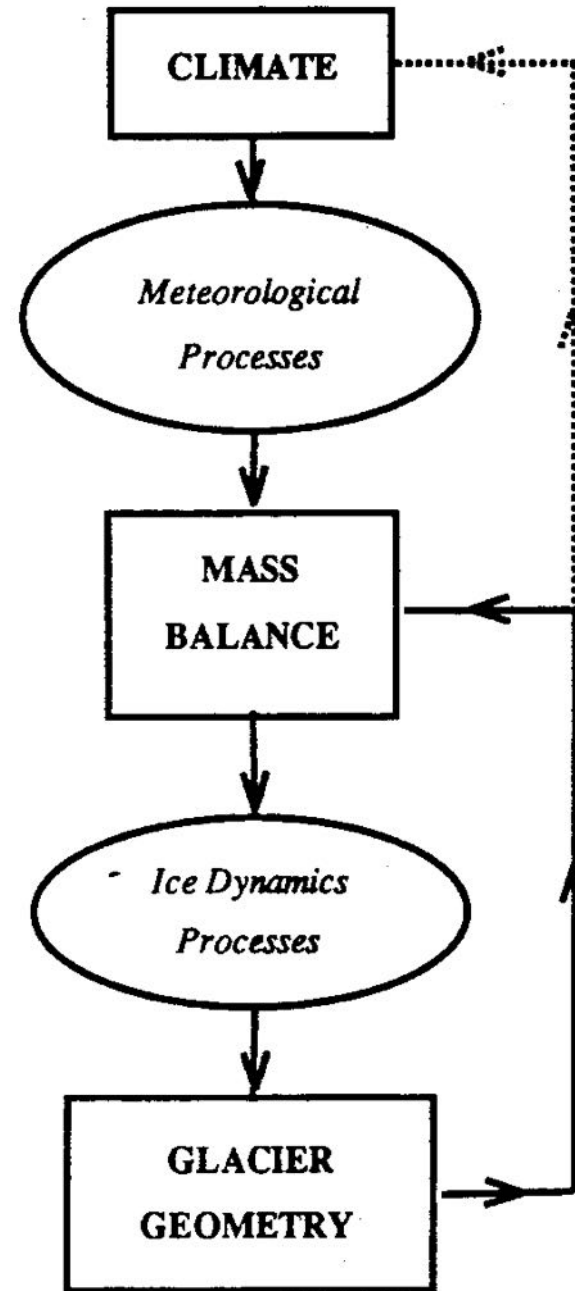 CLIMATE
Meteorological
Processes
MASS
BALANCE
Ice Dynamics
Processes
GLACIER
GEOMETRY